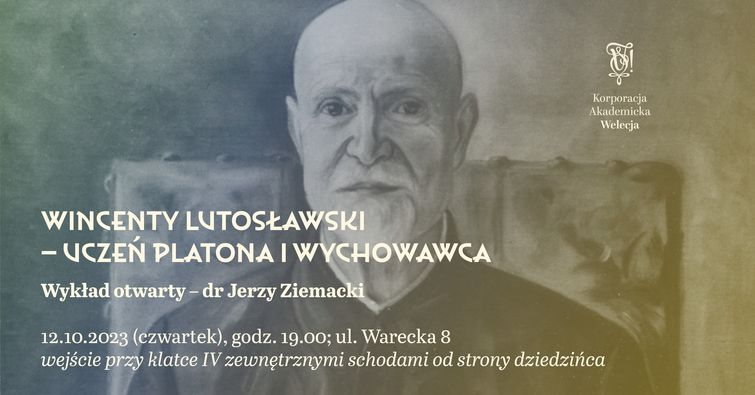 Korporacja
Akademicka
Welecja
WINCENTY LUTOSŁAWSKI
– UCZEŃ PLATONA I WYCHOWAWCA
Wykład otwarty – dr Jerzy Ziemacki
12.10.2023 (czwartek), godz. 19.00; ul. Warecka 8
wejście przy klatce IV zewnętrznymi schodami od strony dziedzińca